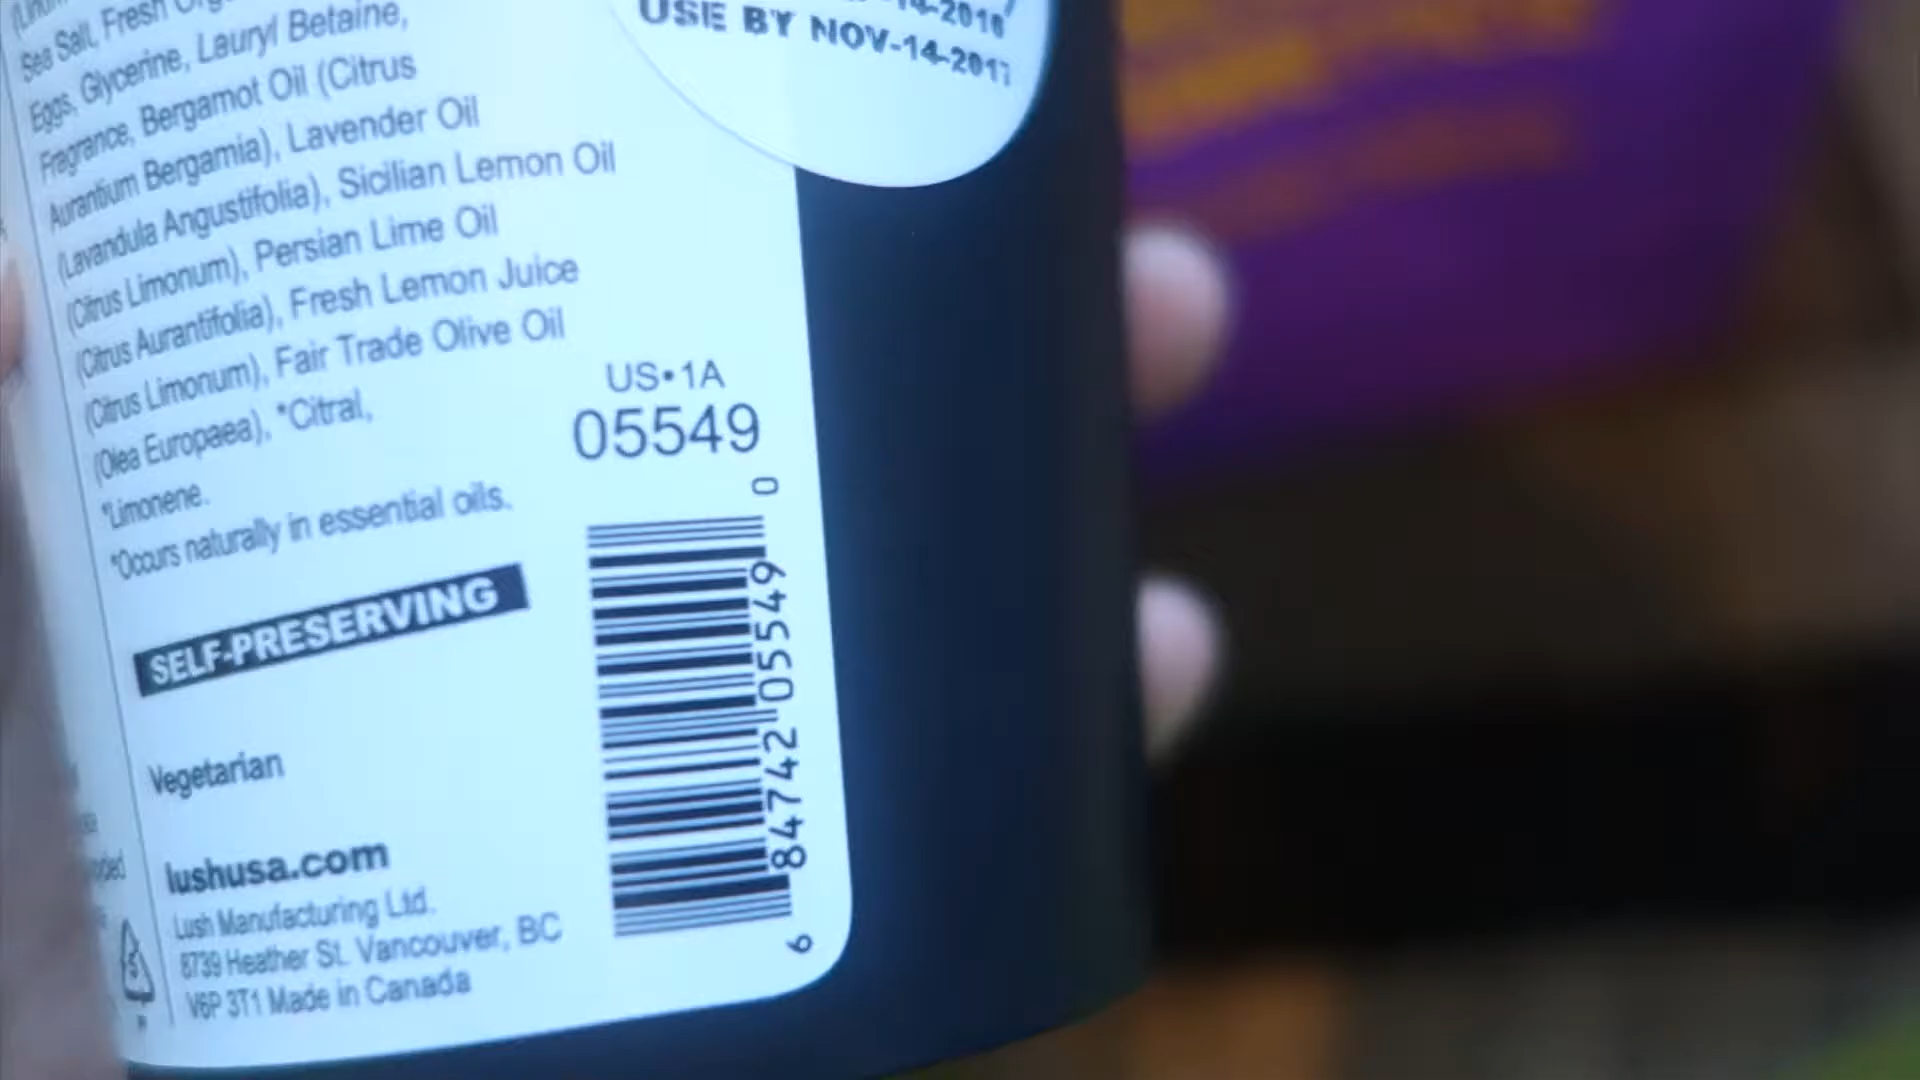 Sea Salt, Fresh
Eggs, Glycerine, Lauryl Betaine,
Fragrance, Bergamot Oil (Citrus
Aurantium Bergamia), Lavender Oil
(Lavandula Angustifolia), Sicilian Lemon Oil
(Citrus Limonum), Persian Lime Oil
(Citrus Aurantifolia), Fresh Lemon Juice
(Citrus Limonum), Fair Trade Olive Oil
(Olea Europaea), *Citral,
*Limonene.
*Occurs naturally in essential oils.
SELF-PRESERVING
Vegetarian
lushusa.com
Lush Manufacturing Ltd.
8739 Heather St. Vancouver, BC
V6P 3T1 Made in Canada
14-2016
USE BY NOV-14-2017
US•1A
05549
6 84742 05549 0